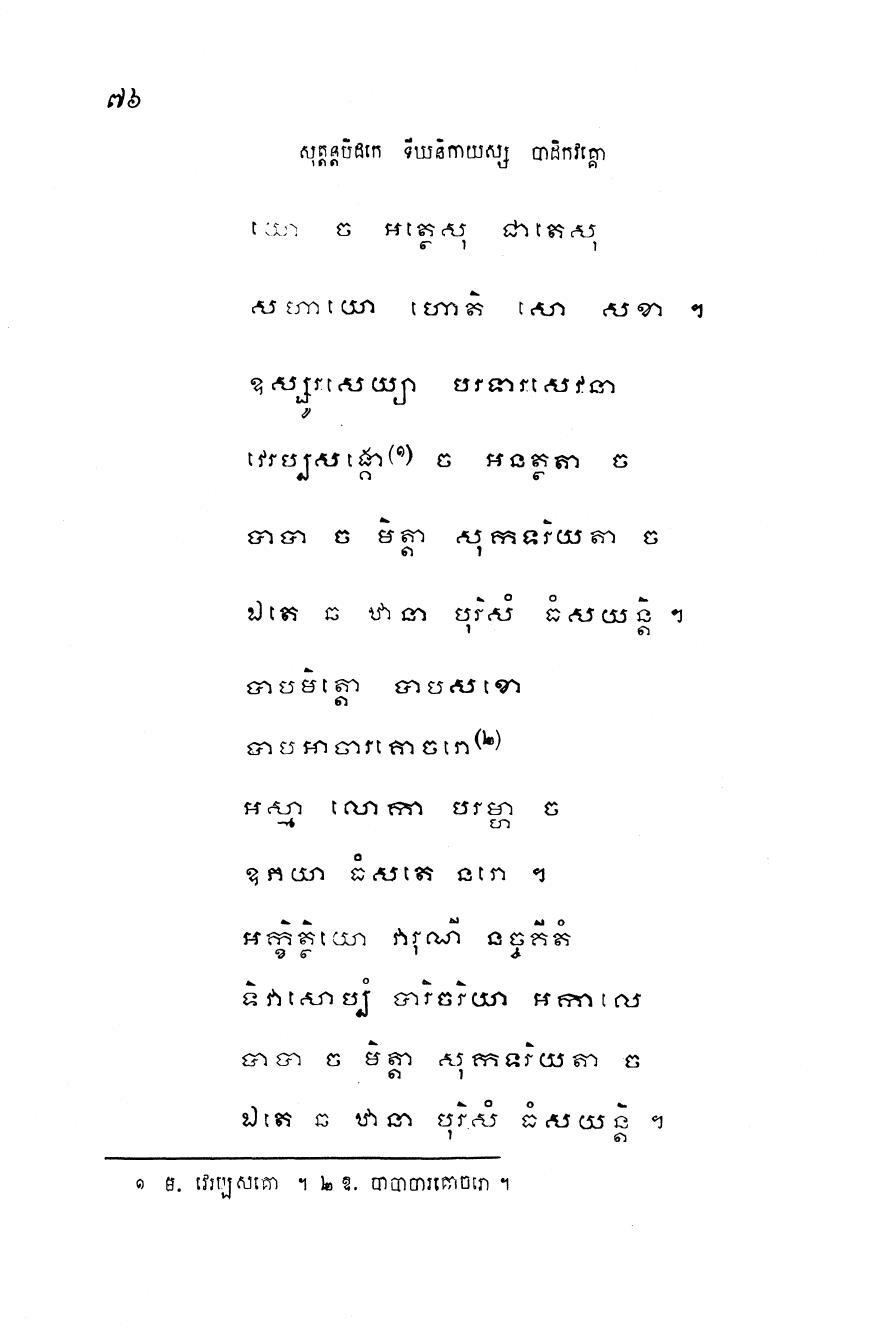 ៧៦
សុត្តន្តបិដកេ ទីឃនិកាយស្ស បាដិកវគ្គោ
យោ ច អត្ថេសុ ជាតេសុ
សហាយោ ហោតិ សោ សខា ។
ឧស្សូរសេយ្យា បរទារសេវនា
វេរប្បសង្គោ(១) ច អនត្ថតា ច
បាបា ច មិត្តា សុកទរិយតា ច
ឯតេ ឆ ឋានា បុរិសំ ធំសយន្តិ ។
បាបមិត្តោ បាបសខោ
បាបអាចារគោចរោ(២)
អស្មា លោកា បរម្ហា ច
ឧភយា ធំសតេ នរោ ។
អក្ខិត្ថិយោ វារុណី នច្ចគីតំ
ទិវាសោប្បំ បារិចរិយា អកាលេ
បាបា ច មិត្តា សុកទរិយតា ច
ឯតេ ឆ ឋានា បុរិសំ ធំសយន្តិ ។
១ ឱ. វេរប្បសវោ ។ ២ ឱ. បាបាចារគោចរោ ។